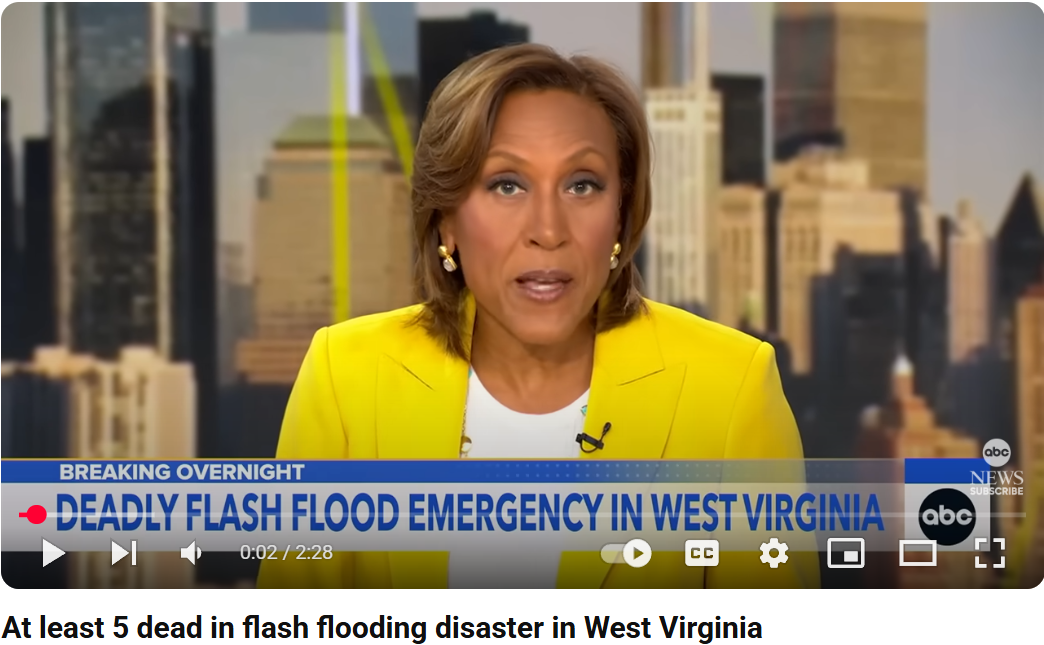 BREAKING OVERNIGHT
DEADLY FLASH FLOOD EMERGENCY IN WEST VIRGINIA
abc
NEWS
SUBSCRIBE
abc
0:02 / 2:28
CC
At least 5 dead in flash flooding disaster in West Virginia